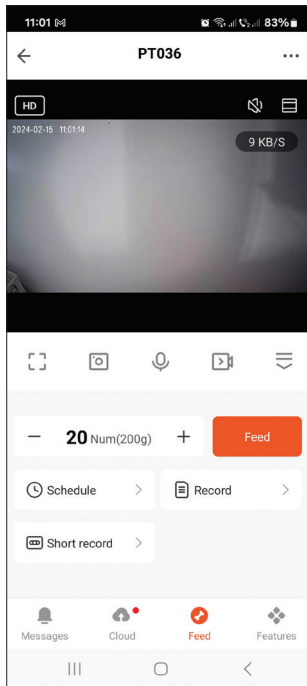 11:01 83%
PT036
HD
2024-02-15 11:01:14
9 KB/S
− 20 Num(200g) + Feed
Schedule Record
Short record
Messages Cloud Feed Features